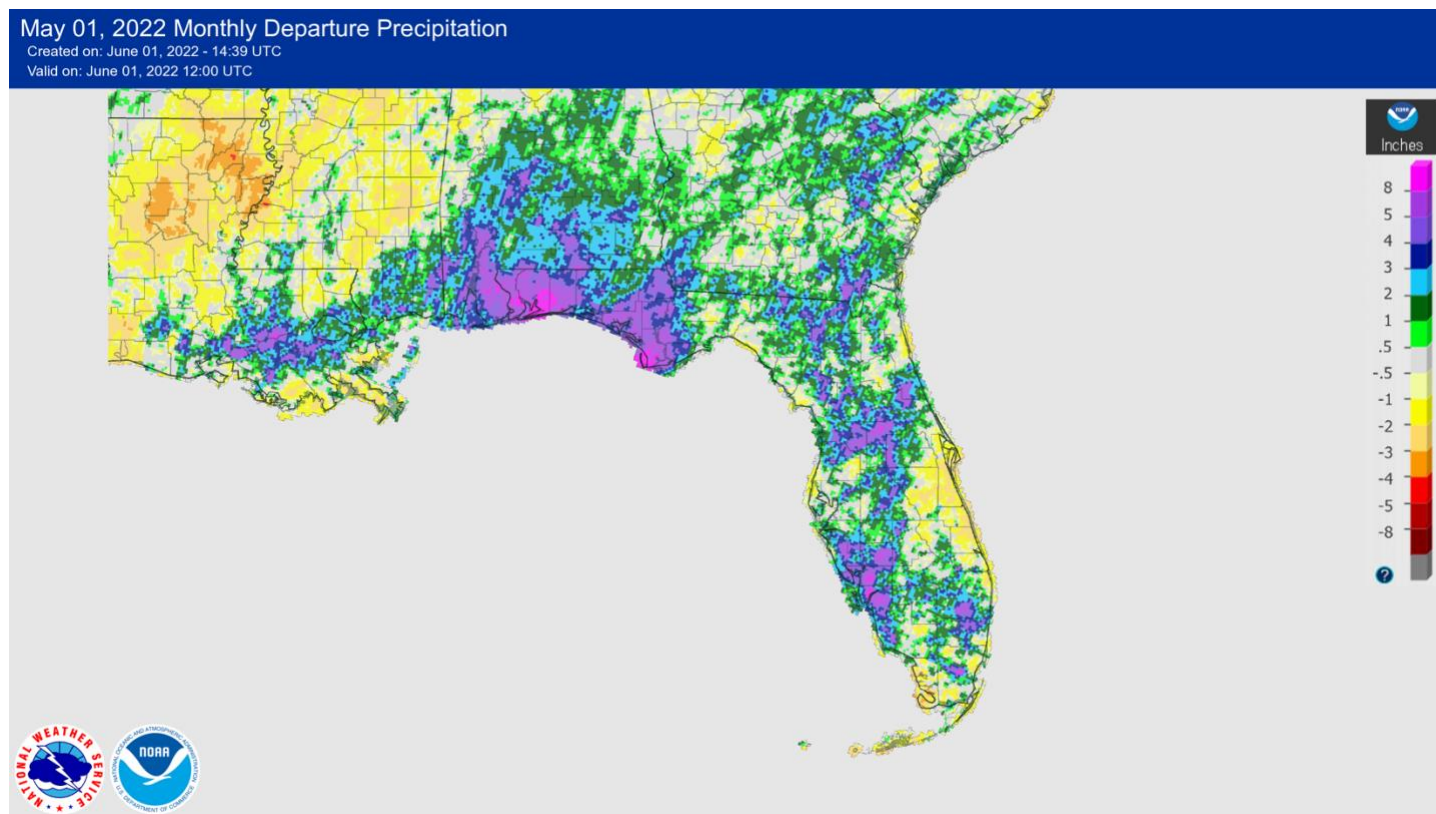 May 01, 2022 Monthly Departure Precipitation
Created on: June 01, 2022 - 14:39 UTC
Valid on: June 01, 2022 12:00 UTC
NOAA
Inches
8
5
4
3
2
1
.5
-.5
-1
-2
-3
-4
-5
-8
?
NATIONAL WEATHER SERVICE
NATIONAL OCEANIC AND ATMOSPHERIC ADMINISTRATION
NOAA
U.S. DEPARTMENT OF COMMERCE